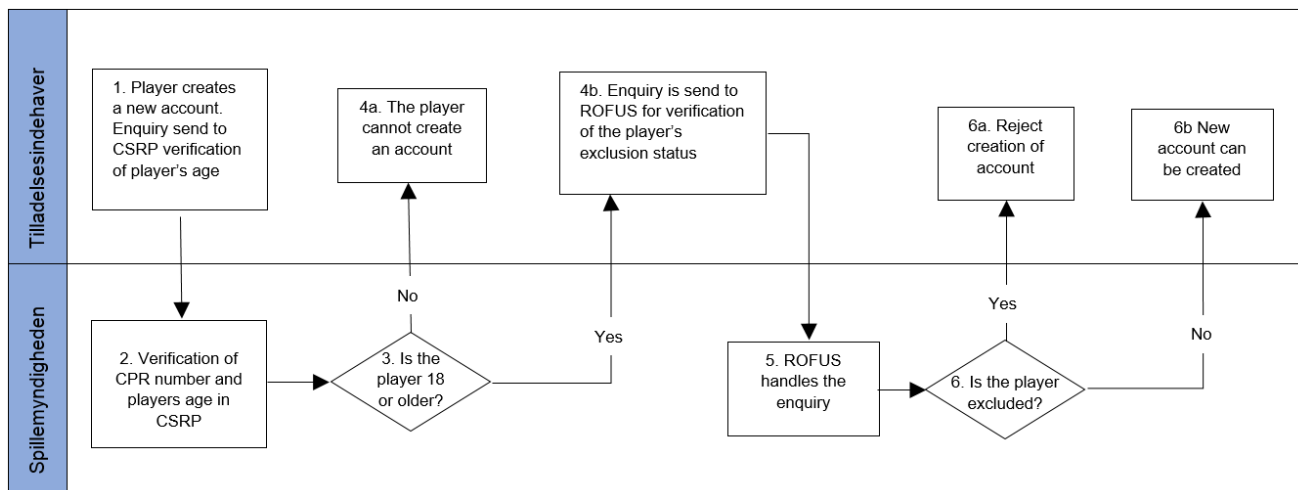 Tilladelsesindehaver
1. Player creates
a new account.
Enquiry send to
CSRP verification
of player's age
4a. The player
cannot create
an account
4b. Enquiry is send to
ROFUS for verification
of the player's
exclusion status
6a. Reject
creation of
account
6b New
account can
be created
Spillemyndigheden
2. Verification of
CPR number and
players age in
CSRP
No
3. Is the
player 18
or older?
Yes
5. ROFUS
handles the
enquiry
Yes
6. Is the player
excluded?
No